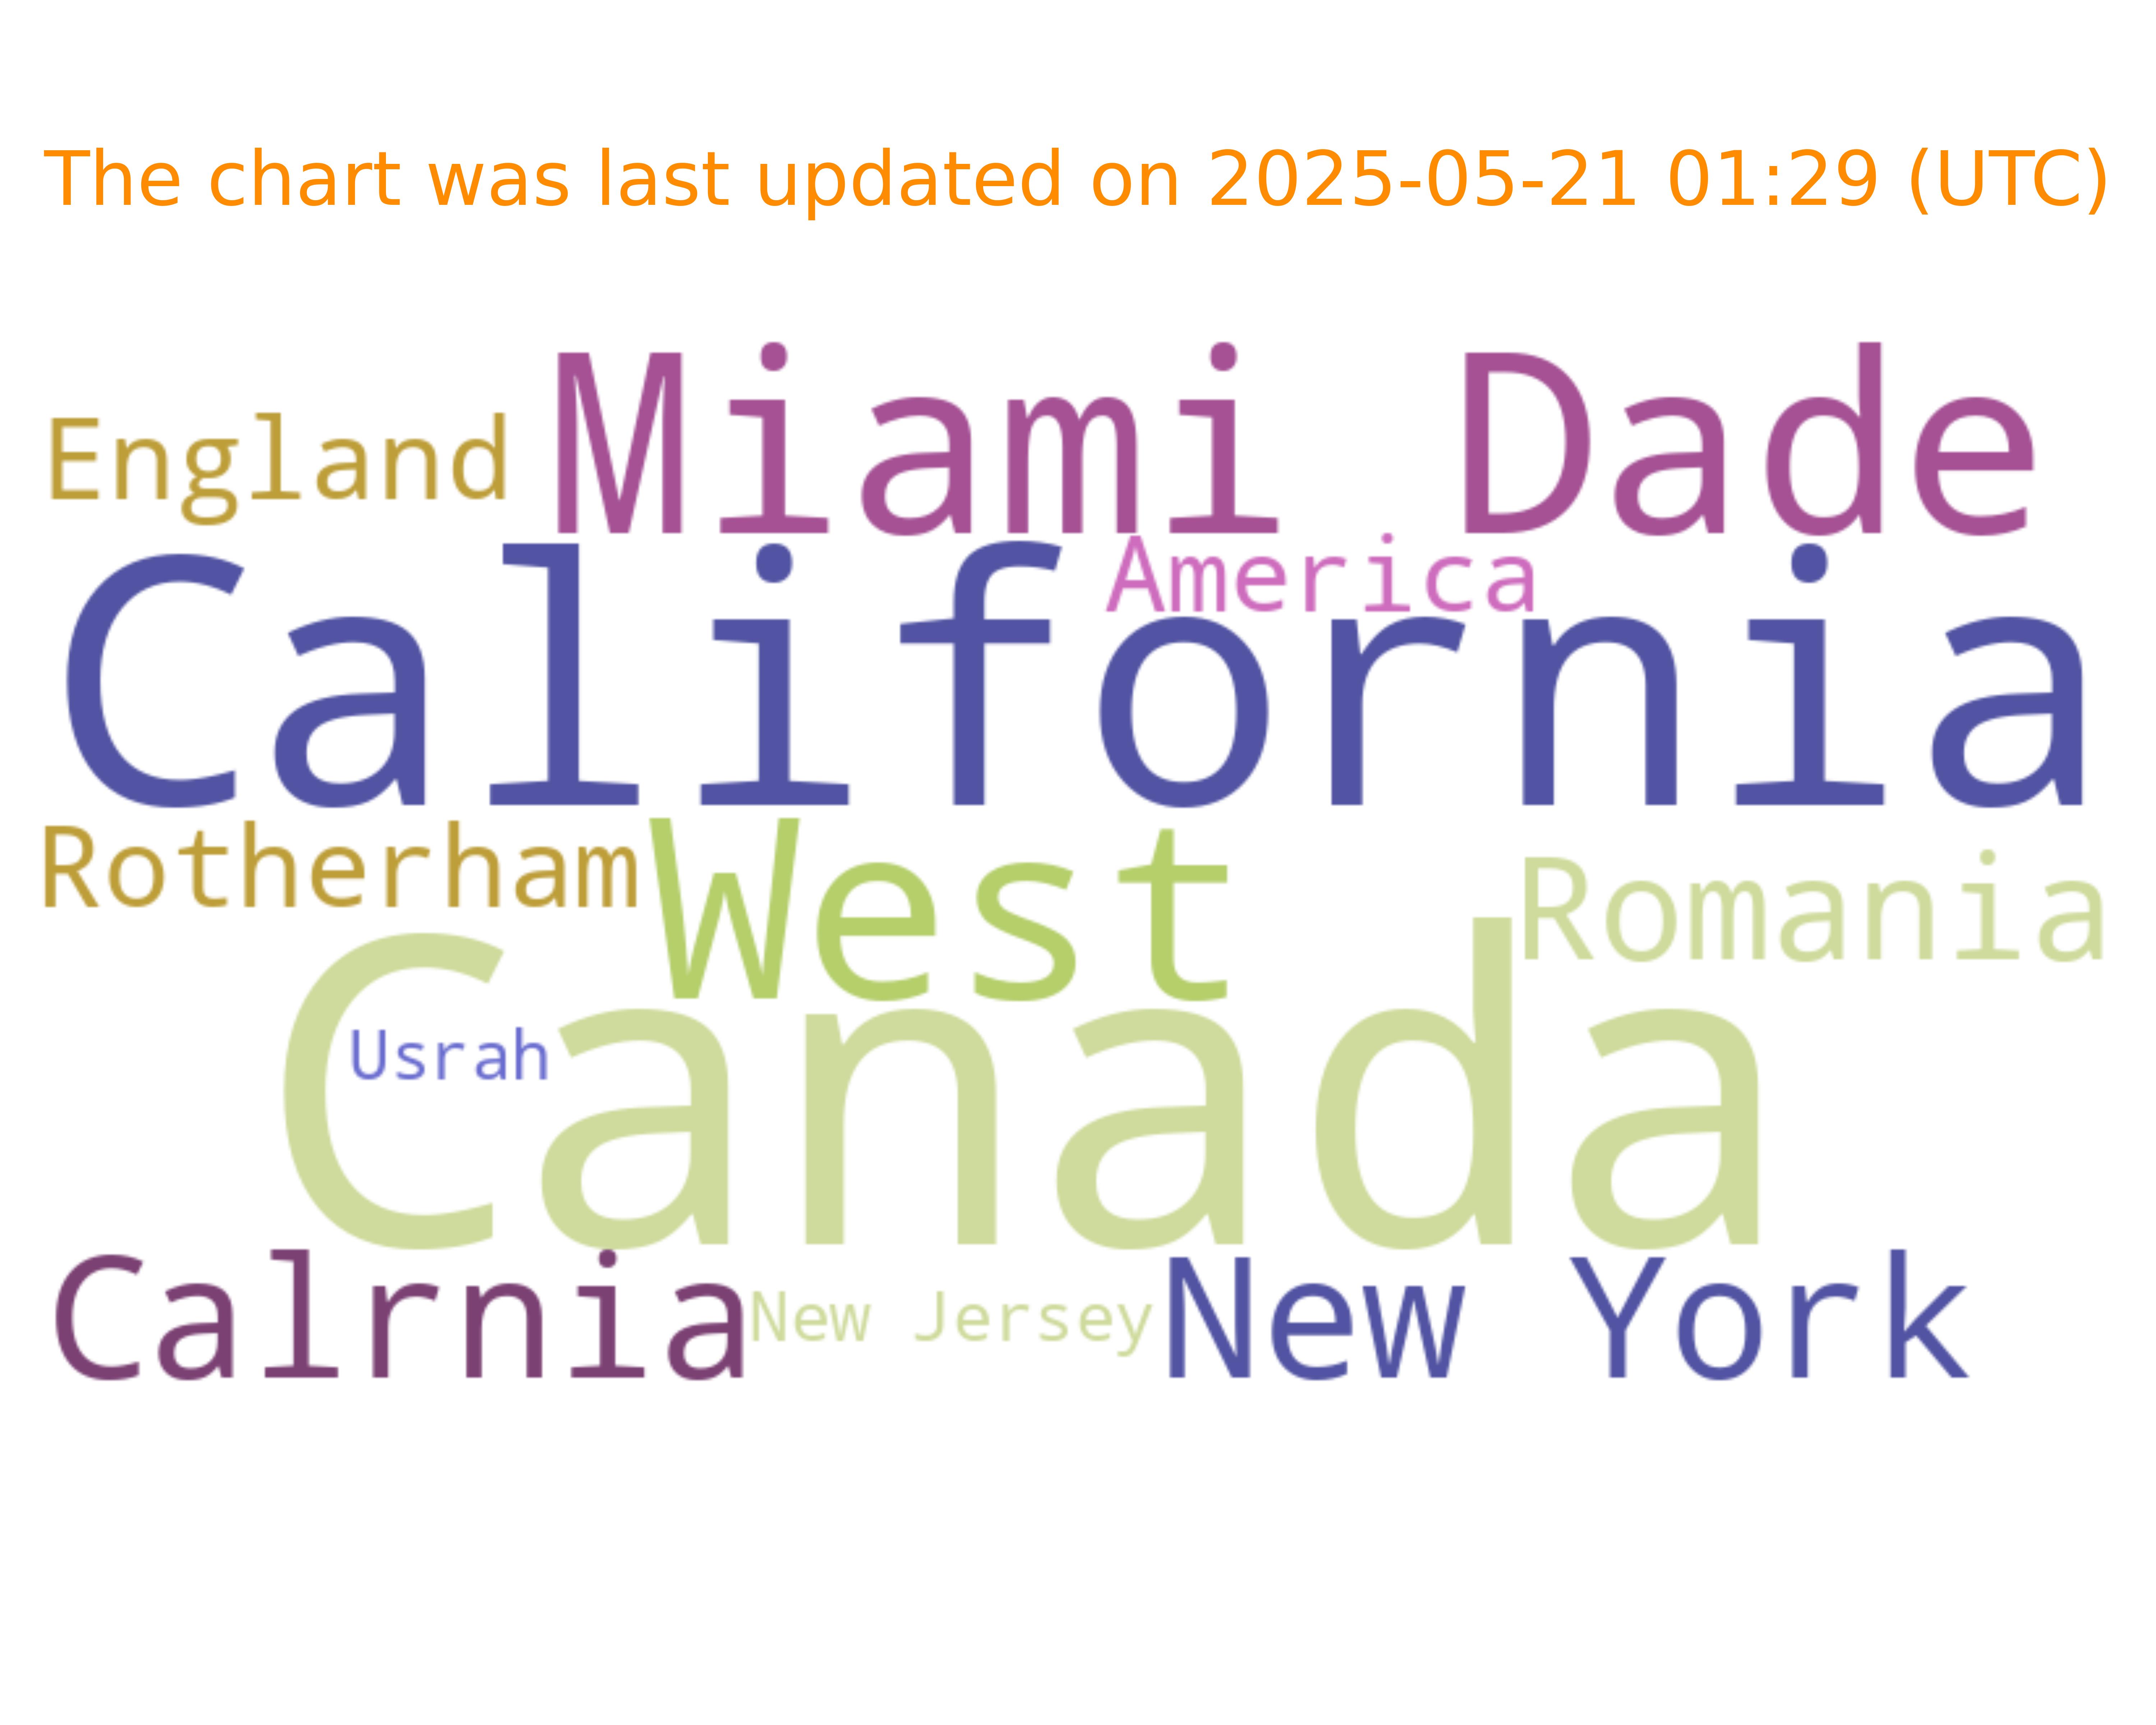 The chart was last updated on 2025-05-21 01:29 (UTC)
England Miami Dade
America
California
Rotherham West Romania
Usrah
Canada
Calrnia New Jersey New York